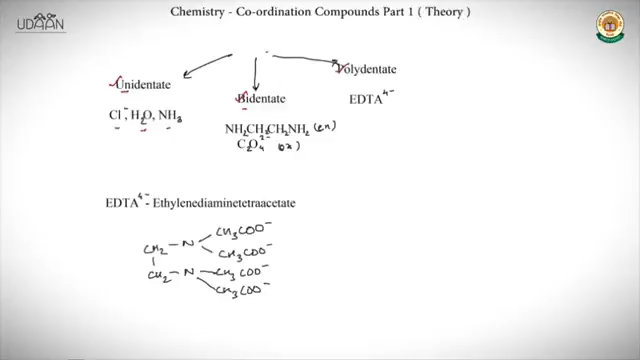 Chemistry - Co-ordination Compounds Part 1 ( Theory )
UDAAN
Unidentate
Bidentate
Polydentate
Cl⁻, H₂O, NH₃
NH₂CH₂CH₂NH₂ (en)
C₂O₄²⁻ (ox)
EDTA⁴⁻
EDTA⁴⁻ - Ethylenediaminetetraacetate
CH₂ - N
CH₃COO⁻
CH₃COO⁻
CH₂ - N
CH₃COO⁻
CH₃COO⁻